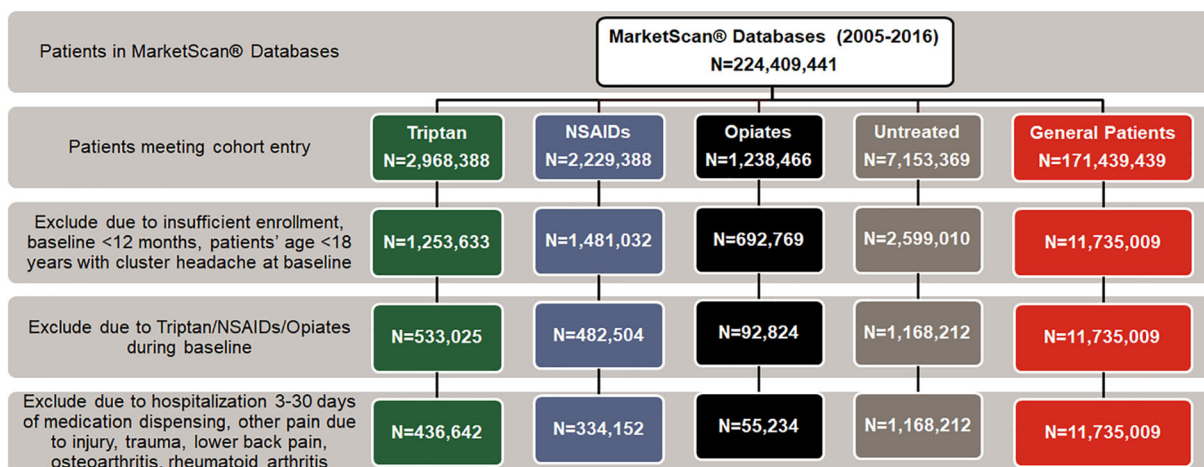 Patients in MarketScan® Databases
MarketScan® Databases (2005-2016)
N=224,409,441
Patients meeting cohort entry
Triptan
N=2,968,388
NSAIDs
N=2,229,388
Opiates
N=1,238,466
Untreated
N=7,153,369
General Patients
N=171,439,439
Exclude due to insufficient enrollment,
baseline <12 months, patients' age <18
years with cluster headache at baseline
N=1,253,633
N=1,481,032
N=692,769
N=2,599,010
N=11,735,009
Exclude due to Triptan/NSAIDs/Opiates
during baseline
N=533,025
N=482,504
N=92,824
N=1,168,212
N=11,735,009
Exclude due to hospitalization 3-30 days
of medication dispensing, other pain due
to injury, trauma, lower back pain,
osteoarthritis, rheumatoid arthritis
N=436,642
N=334,152
N=55,234
N=1,168,212
N=11,735,009